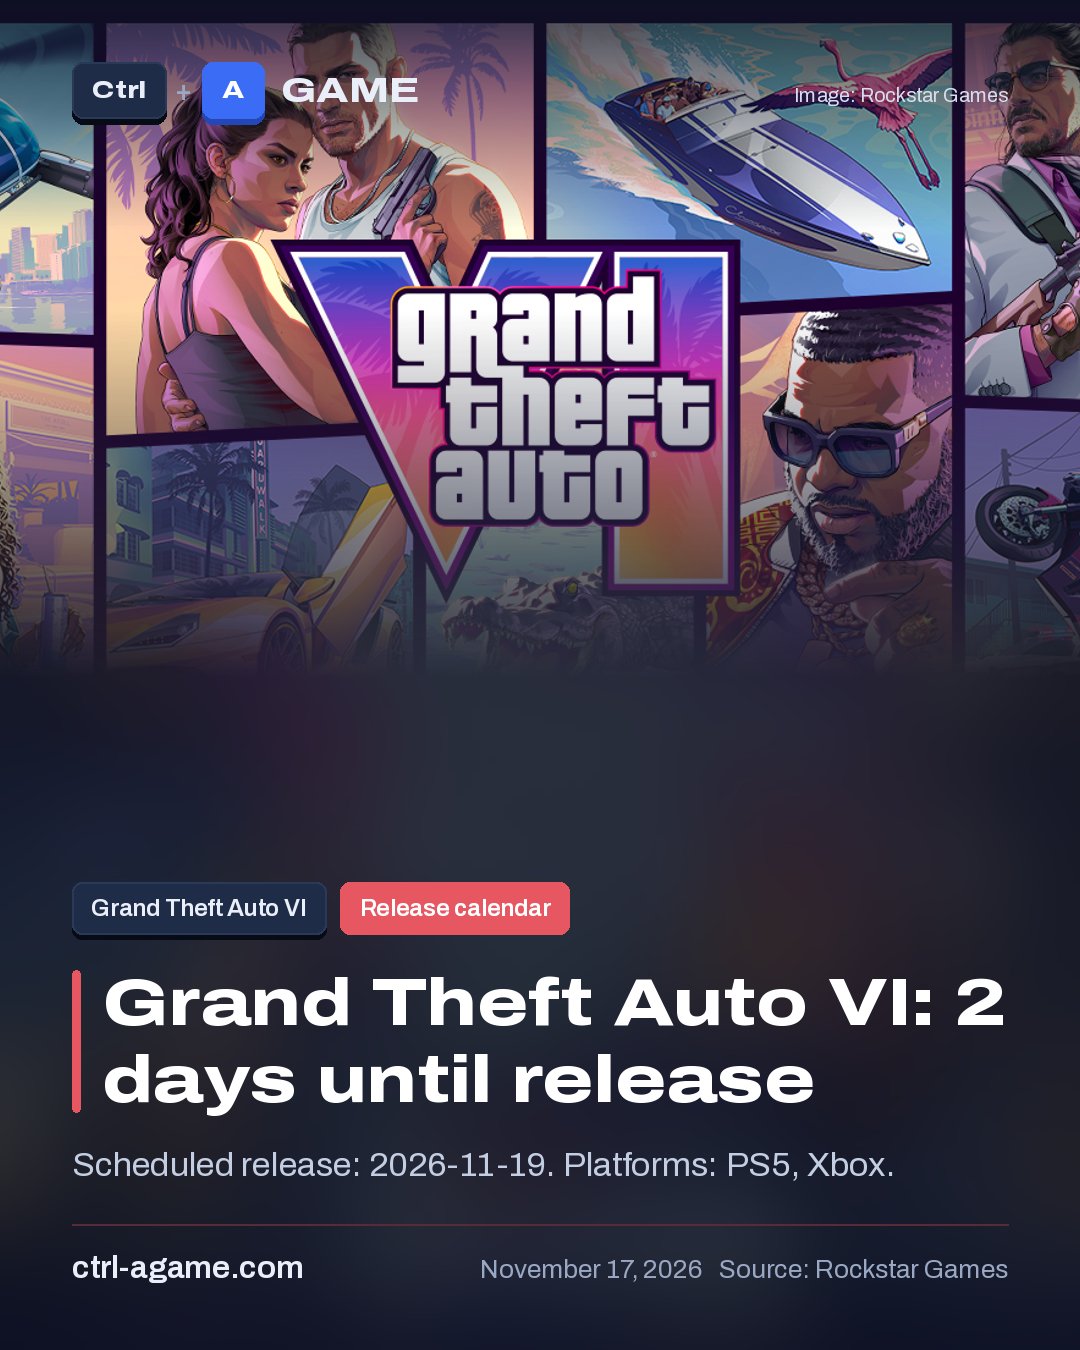 Ctrl + A GAME
Image: Rockstar Games
VI
grand
theft
auto
Grand Theft Auto VI
Release calendar
Grand Theft Auto VI: 2
days until release
Scheduled release: 2026-11-19. Platforms: PS5, Xbox.
ctrl-agame.com
November 17, 2026 Source: Rockstar Games